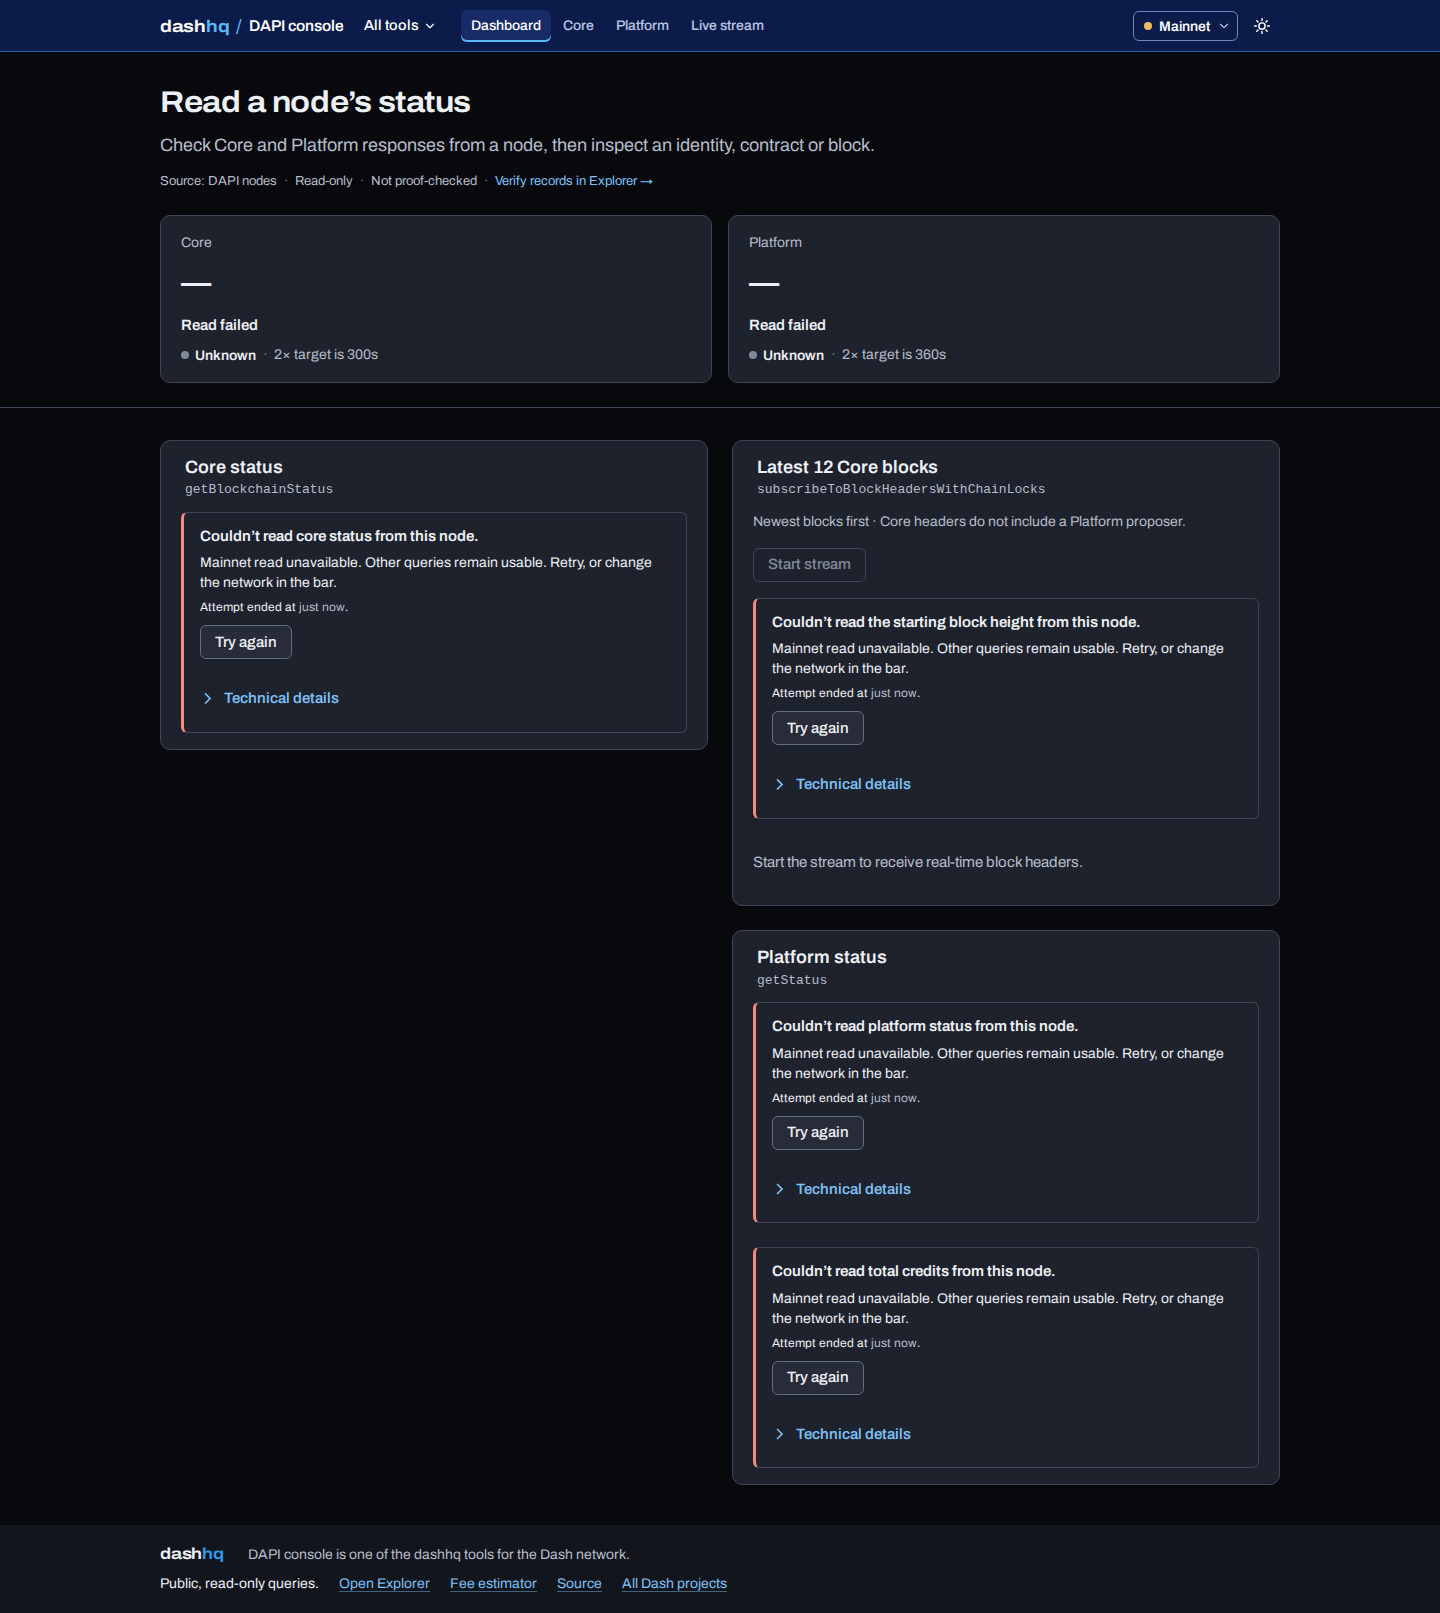 dashhq / DAPI console All tools Dashboard Core Platform Live stream Mainnet
Read a node’s status
Check Core and Platform responses from a node, then inspect an identity, contract or block.
Source: DAPI nodes · Read-only · Not proof-checked · Verify records in Explorer →
Core
—
Read failed
Unknown · 2× target is 300s
Platform
—
Read failed
Unknown · 2× target is 360s
Core status
getBlockchainStatus
Couldn’t read core status from this node.
Mainnet read unavailable. Other queries remain usable. Retry, or change
the network in the bar.
Attempt ended at just now.
Try again
Technical details
Latest 12 Core blocks
subscribeToBlockHeadersWithChainLocks
Newest blocks first · Core headers do not include a Platform proposer.
Start stream
Couldn’t read the starting block height from this node.
Mainnet read unavailable. Other queries remain usable. Retry, or change
the network in the bar.
Attempt ended at just now.
Try again
Technical details
Start the stream to receive real-time block headers.
Platform status
getStatus
Couldn’t read platform status from this node.
Mainnet read unavailable. Other queries remain usable. Retry, or change
the network in the bar.
Attempt ended at just now.
Try again
Technical details
Couldn’t read total credits from this node.
Mainnet read unavailable. Other queries remain usable. Retry, or change
the network in the bar.
Attempt ended at just now.
Try again
Technical details
dashhq DAPI console is one of the dashhq tools for the Dash network.
Public, read-only queries. Open Explorer Fee estimator Source All Dash projects